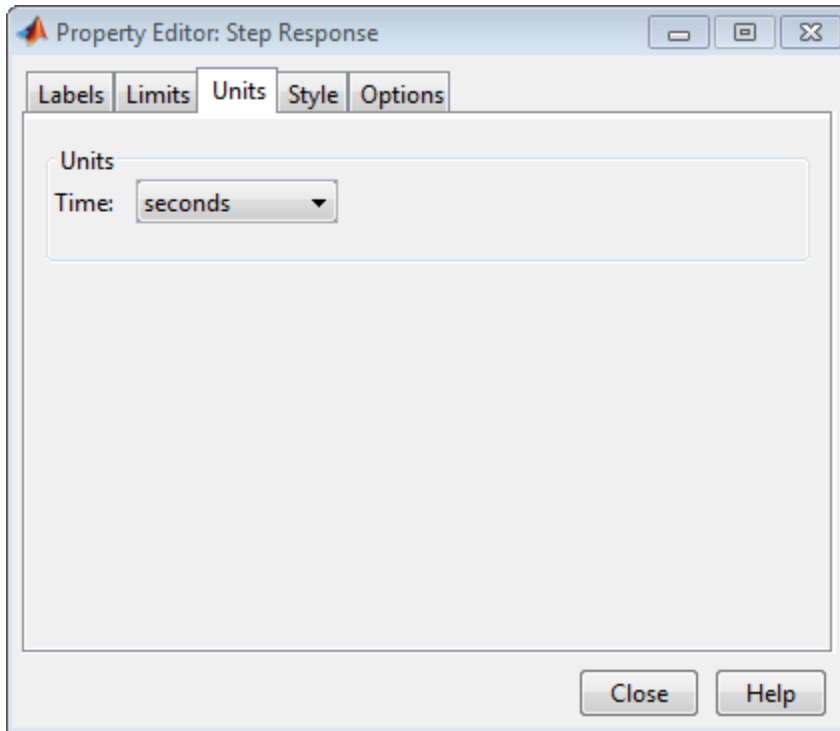 Property Editor: Step Response
Labels Limits Units Style Options
Units
Time: seconds
Close Help